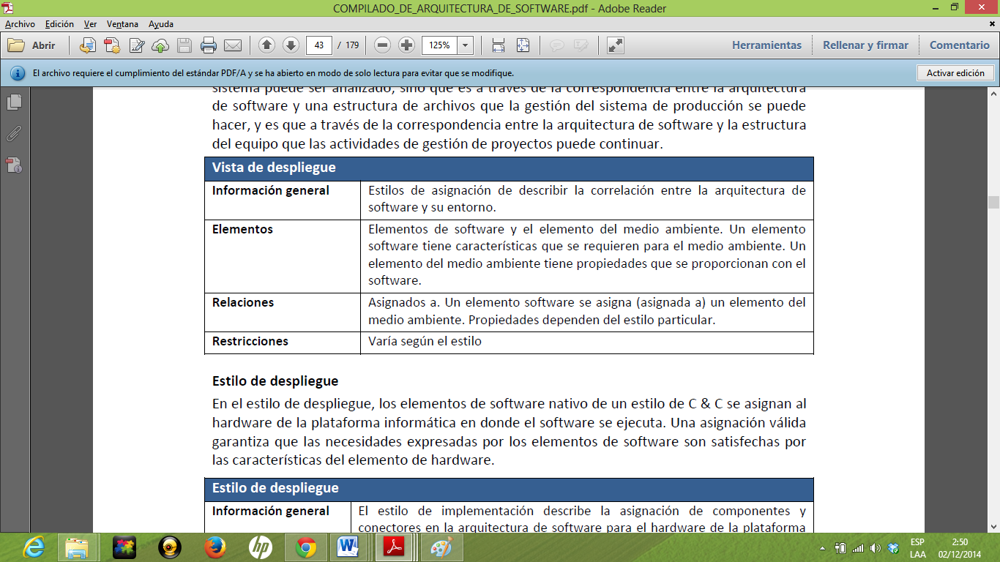 COMPILADO_DE_ARQUITECTURA_DE_SOFTWARE.pdf - Adobe Reader
Archivo Edición Ver Ventana Ayuda
Abrir 43 / 179 125% Herramientas Rellenar y firmar Comentario
El archivo requiere el cumplimiento del estándar PDF/A y se ha abierto en modo de solo lectura para evitar que se modifique. Activar edición
sistema puede ser analizado, sino que es a través de la correspondencia entre la arquitectura
de software y una estructura de archivos que la gestión del sistema de producción se puede
hacer, y es que a través de la correspondencia entre la arquitectura de software y la estructura
del equipo que las actividades de gestión de proyectos puede continuar.
Vista de despliegue
Información general Estilos de asignación de describir la correlación entre la arquitectura de
software y su entorno.
Elementos Elementos de software y el elemento del medio ambiente. Un elemento
software tiene características que se requieren para el medio ambiente. Un
elemento del medio ambiente tiene propiedades que se proporcionan con el
software.
Relaciones Asignados a. Un elemento software se asigna (asignada a) un elemento del
medio ambiente. Propiedades dependen del estilo particular.
Restricciones Varía según el estilo
Estilo de despliegue
En el estilo de despliegue, los elementos de software nativo de un estilo de C & C se asignan al
hardware de la plataforma informática en donde el software se ejecuta. Una asignación válida
garantiza que las necesidades expresadas por los elementos de software son satisfechas por
las características del elemento de hardware.
Estilo de despliegue
Información general El estilo de implementación describe la asignación de componentes y
conectores en la arquitectura de software para el hardware de la plataforma
hp
ESP 2:50
LAA 02/12/2014